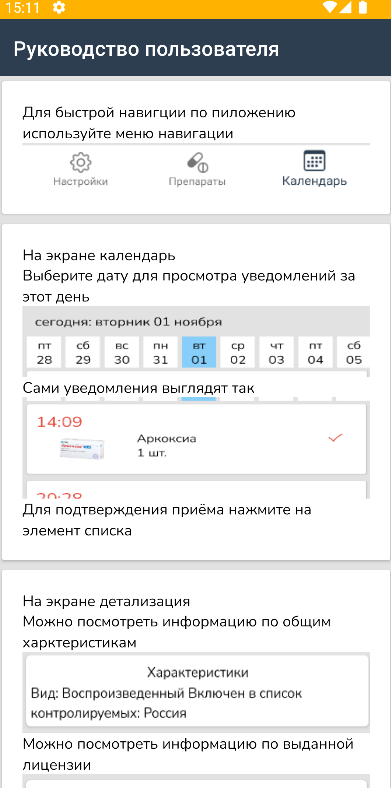 15:11
Руководство пользователя
Для быстрой навигции по пиложению
используйте меню навигации
Настройки Препараты Календарь
На экране календарь
Выберите дату для просмотра уведомлений за
этот день
сегодня: вторник 01 ноября
пт сб вс пн вт ср чт пт сб
28 29 30 31 01 02 03 04 05
Сами уведомления выглядят так
14:09
Аркоксиа
1 шт.
20:28
Для подтверждения приёма нажмите на
элемент списка
На экране детализация
Можно посмотреть информацию по общим
харктеристикам
Характеристики
Вид: Воспроизведенный Включен в список
контролируемых: Россия
Можно посмотреть информацию по выданной
лицензии